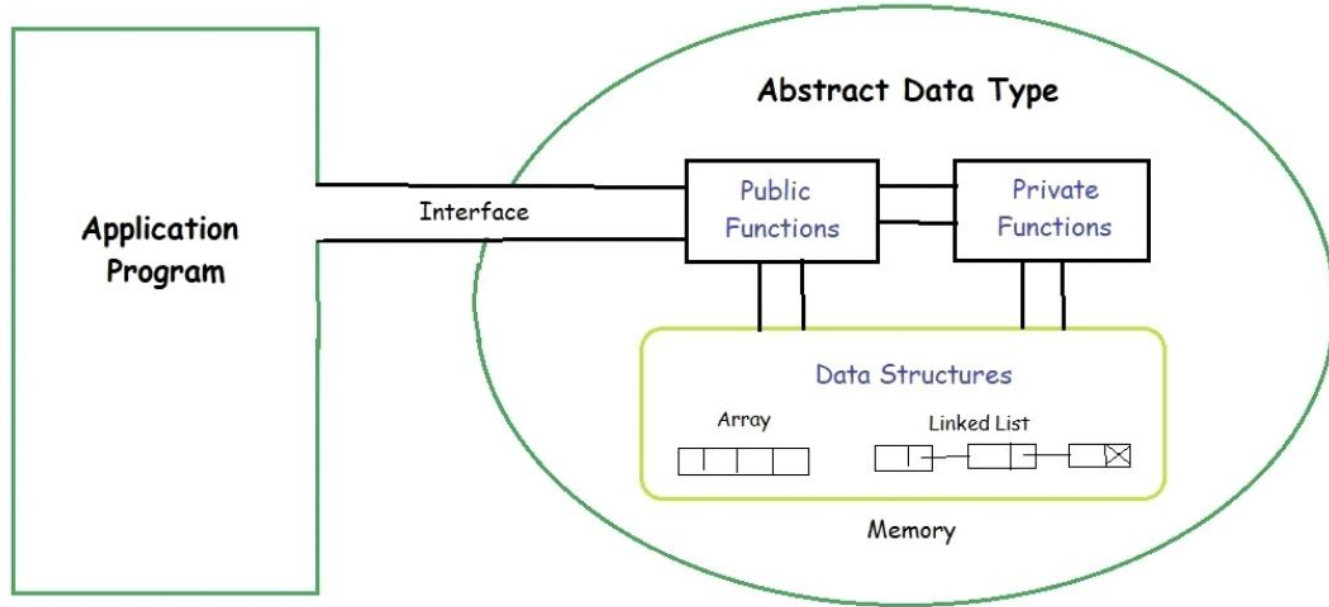 Abstract Data Type
Application
Program
Interface
Public
Functions
Private
Functions
Data Structures
Array
Linked List
Memory